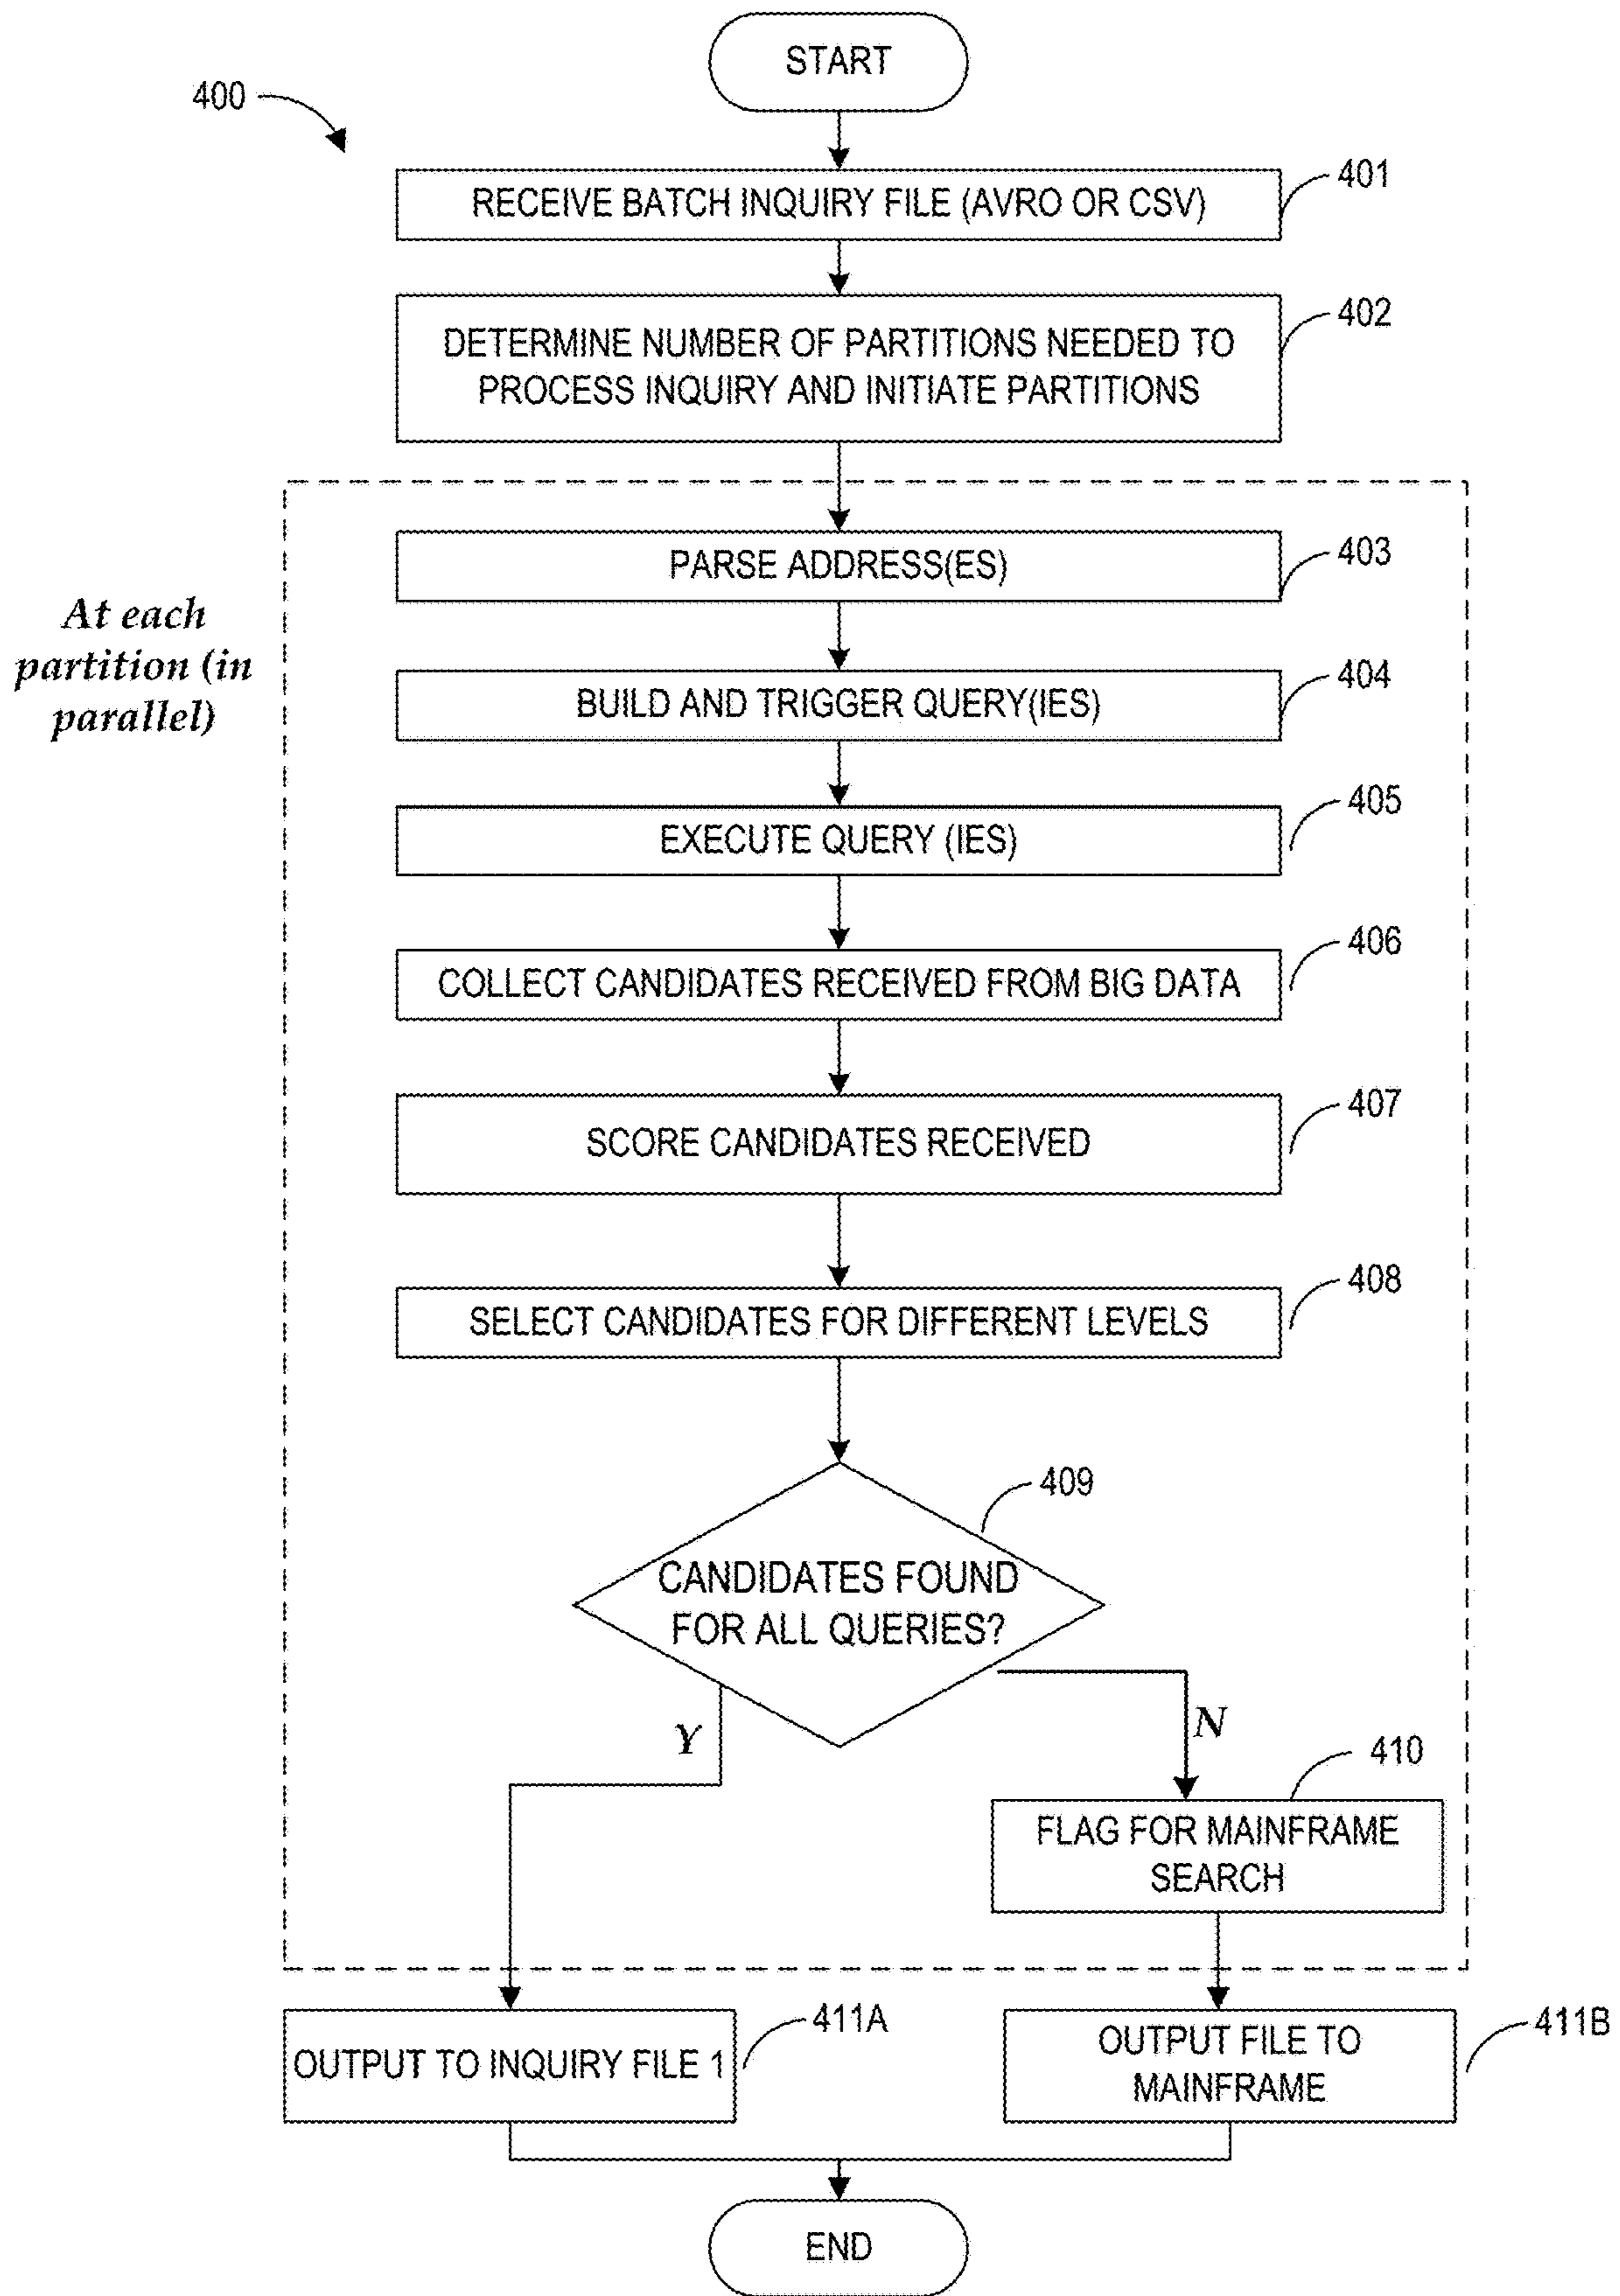 START
400
RECEIVE BATCH INQUIRY FILE (AVRO OR CSV)
401
DETERMINE NUMBER OF PARTITIONS NEEDED TO
PROCESS INQUIRY AND INITIATE PARTITIONS
402
At each
partition (in
parallel)
PARSE ADDRESS(ES)
403
BUILD AND TRIGGER QUERY(IES)
404
EXECUTE QUERY (IES)
405
COLLECT CANDIDATES RECEIVED FROM BIG DATA
406
SCORE CANDIDATES RECEIVED
407
SELECT CANDIDATES FOR DIFFERENT LEVELS
408
CANDIDATES FOUND
FOR ALL QUERIES?
409
Y
N
410
FLAG FOR MAINFRAME
SEARCH
OUTPUT TO INQUIRY FILE 1
411A
OUTPUT FILE TO
MAINFRAME
411B
END